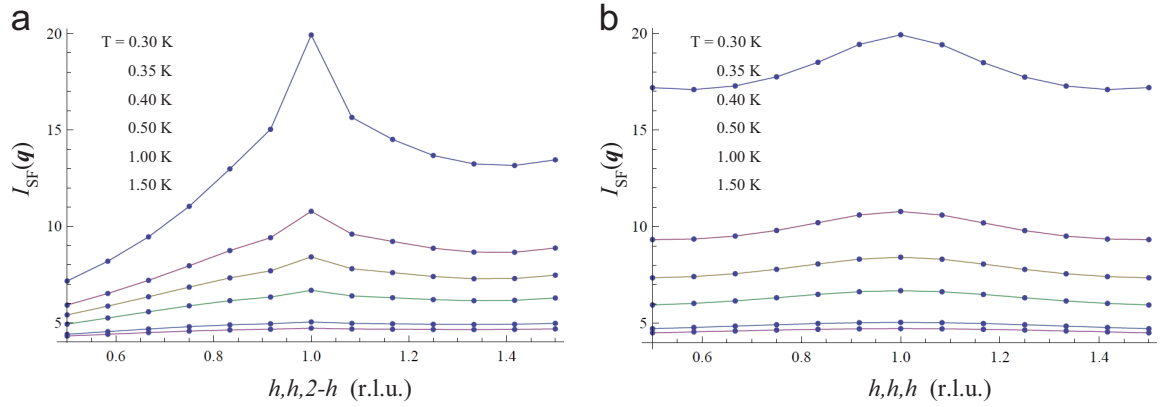 a
20
15
10
5
I_SF(q)
T = 0.30 K
0.35 K
0.40 K
0.50 K
1.00 K
1.50 K
0.6 0.8 1.0 1.2 1.4
h,h,2-h (r.l.u.)
b
20
15
10
5
I_SF(q)
T = 0.30 K
0.35 K
0.40 K
0.50 K
1.00 K
1.50 K
0.6 0.8 1.0 1.2 1.4
h,h,h (r.l.u.)